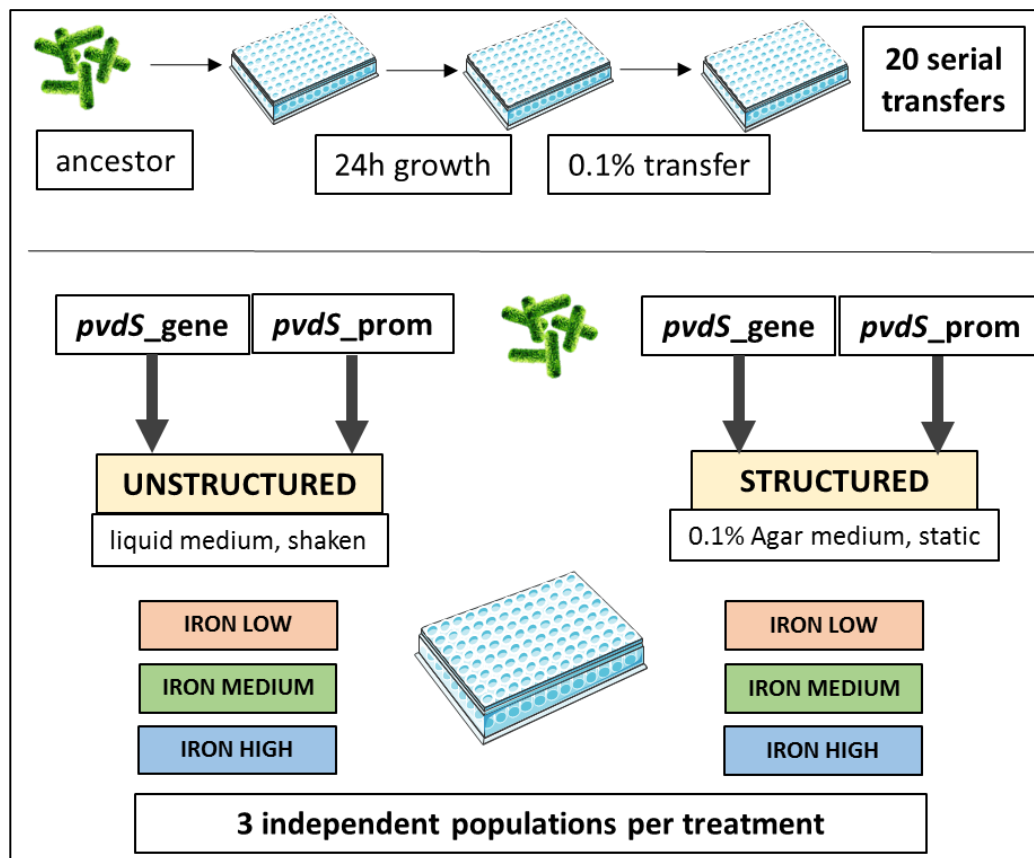 20 serial
transfers
ancestor
24h growth
0.1% transfer
pvdS_gene
pvdS_prom
pvdS_gene
pvdS_prom
UNSTRUCTURED
STRUCTURED
liquid medium, shaken
0.1% Agar medium, static
IRON LOW
IRON LOW
IRON MEDIUM
IRON MEDIUM
IRON HIGH
IRON HIGH
3 independent populations per treatment